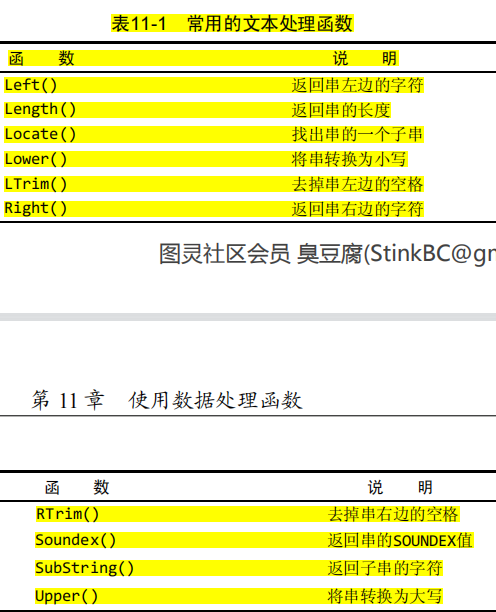 表11-1 常用的文本处理函数
函 数 说 明
Left() 返回串左边的字符
Length() 返回串的长度
Locate() 找出串的一个子串
Lower() 将串转换为小写
LTrim() 去掉串左边的空格
Right() 返回串右边的字符
图灵社区会员 臭豆腐(StinkBC@gm
第 11 章 使用数据处理函数
函 数 说 明
RTrim() 去掉串右边的空格
Soundex() 返回串的SOUNDEX值
SubString() 返回子串的字符
Upper() 将串转换为大写